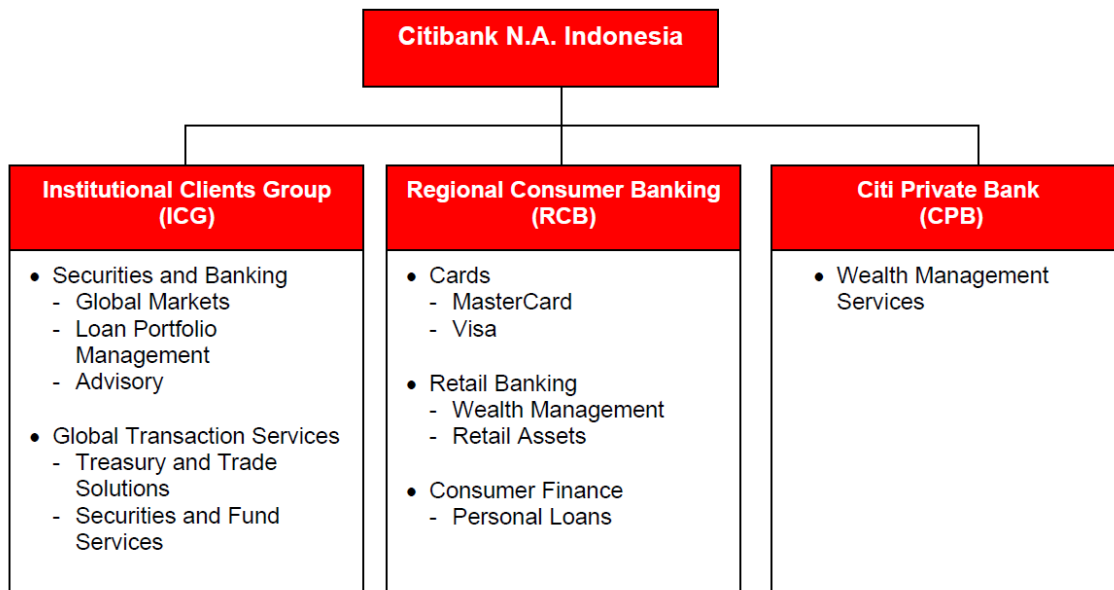 Citibank N.A. Indonesia
Institutional Clients Group
(ICG)
• Securities and Banking
- Global Markets
- Loan Portfolio
Management
- Advisory
• Global Transaction Services
- Treasury and Trade
Solutions
- Securities and Fund
Services
Regional Consumer Banking
(RCB)
• Cards
- MasterCard
- Visa
• Retail Banking
- Wealth Management
- Retail Assets
• Consumer Finance
- Personal Loans
Citi Private Bank
(CPB)
• Wealth Management
Services